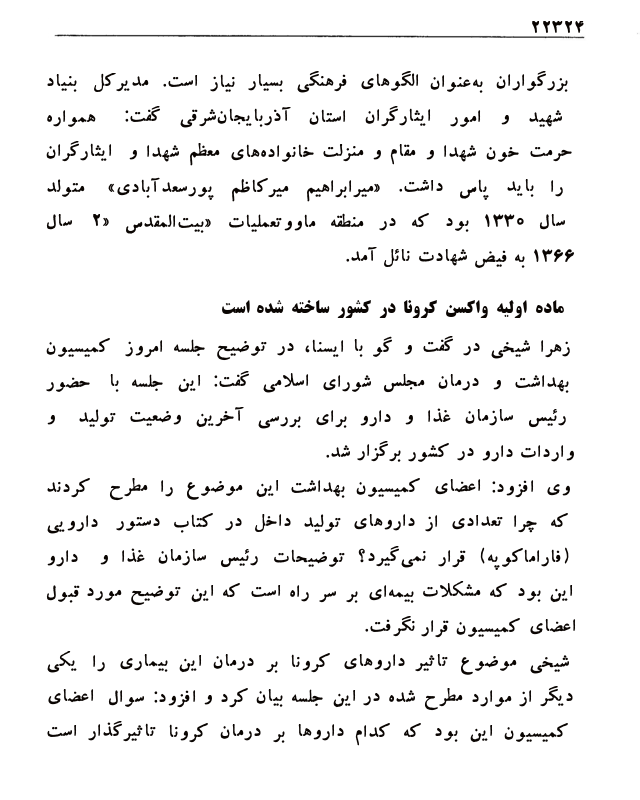 ۲۲۳۲۴
بزرگواران به‌عنوان الگوهای فرهنگی بسیار نیاز است. مدیرکل بنیاد
شهید و امور ایثارگران استان آذربایجان‌شرقی گفت: همواره
حرمت خون شهدا و مقام و منزلت خانواده‌های معظم شهدا و ایثارگران
را باید پاس داشت. «میرابراهیم میرکاظم پورسعدآبادی» متولد
سال ۱۳۳۰ بود که در منطقه ماووتعملیات «بیت‌المقدس «۲ سال
۱۳۶۶ به فیض شهادت نائل آمد.
ماده اولیه واکسن کرونا در کشور ساخته شده است
زهرا شیخی در گفت و گو با ایسنا، در توضیح جلسه امروز کمیسیون
بهداشت و درمان مجلس شورای اسلامی گفت: این جلسه با حضور
رئیس سازمان غذا و دارو برای بررسی آخرین وضعیت تولید و
واردات دارو در کشور برگزار شد.
وی افزود: اعضای کمیسیون بهداشت این موضوع را مطرح کردند
که چرا تعدادی از داروهای تولید داخل در کتاب دستور دارویی
(فاراماکوپه) قرار نمی‌گیرد؟ توضیحات رئیس سازمان غذا و دارو
این بود که مشکلات بیمه‌ای بر سر راه است که این توضیح مورد قبول
اعضای کمیسیون قرار نگرفت.
شیخی موضوع تاثیر داروهای کرونا بر درمان این بیماری را یکی
دیگر از موارد مطرح شده در این جلسه بیان کرد و افزود: سوال اعضای
کمیسیون این بود که کدام داروها بر درمان کرونا تاثیرگذار است